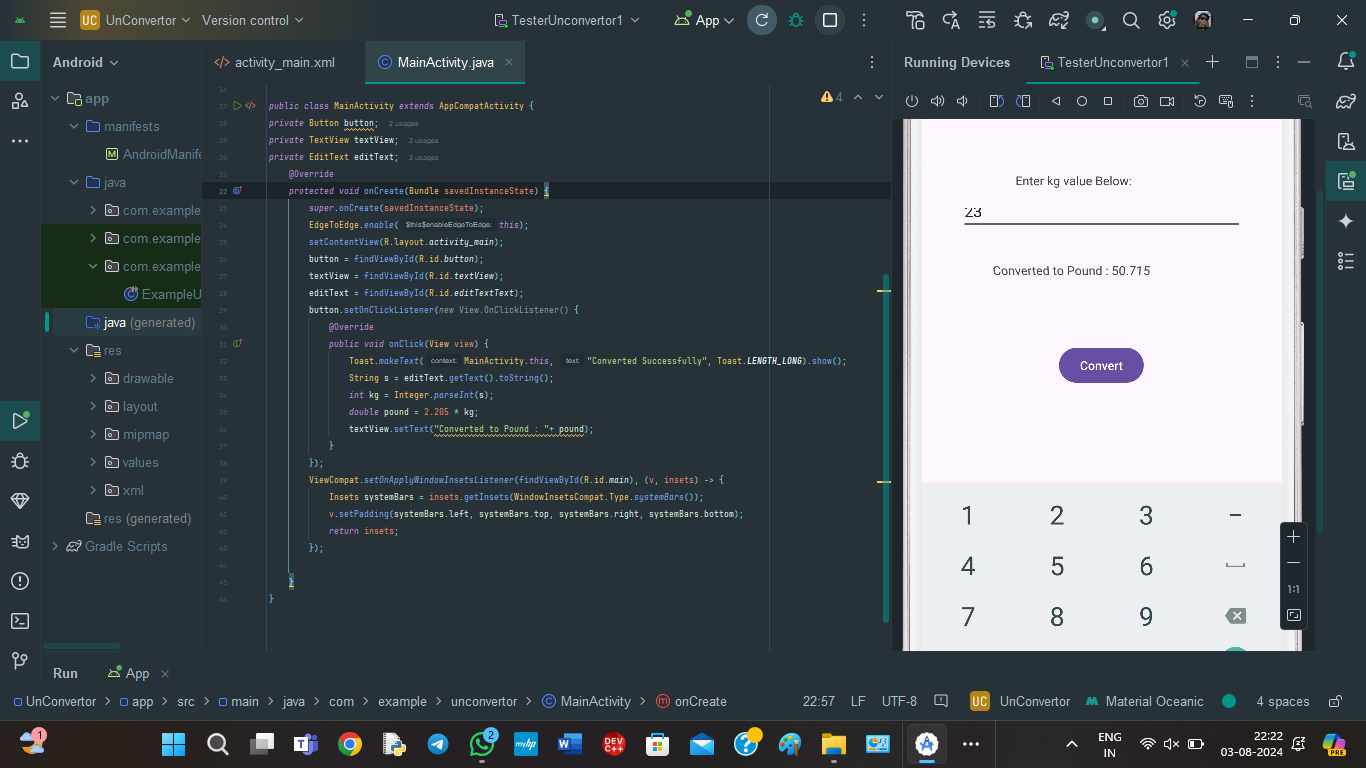 UC UnConvertor Version control TesterUnconvertor1 App
Android activity_main.xml MainActivity.java Running Devices TesterUnconvertor1
app
manifests
AndroidManife
java
com.example
com.example
com.example
ExampleU
java (generated)
res
drawable
layout
mipmap
values
xml
res (generated)
Gradle Scripts
4
16
17 public class MainActivity extends AppCompatActivity {
18 private Button button; 2 usages
19 private TextView textView; 2 usages
20 private EditText editText; 2 usages
21 @Override
22 protected void onCreate(Bundle savedInstanceState) {
23 super.onCreate(savedInstanceState);
24 EdgeToEdge.enable( $this$enableEdgeToEdge: this);
25 setContentView(R.layout.activity_main);
26 button = findViewById(R.id.button);
27 textView = findViewById(R.id.textView);
28 editText = findViewById(R.id.editTextText);
29 button.setOnClickListener(new View.OnClickListener() {
30 @Override
31 public void onClick(View view) {
32 Toast.makeText( context: MainActivity.this, text: "Converted Successfully", Toast.LENGTH_LONG).show();
33 String s = editText.getText().toString();
34 int kg = Integer.parseInt(s);
35 double pound = 2.205 * kg;
36 textView.setText("Converted to Pound : "+ pound);
37 }
38 });
39 ViewCompat.setOnApplyWindowInsetsListener(findViewById(R.id.main), (v, insets) -> {
40 Insets systemBars = insets.getInsets(WindowInsetsCompat.Type.systemBars());
41 v.setPadding(systemBars.left, systemBars.top, systemBars.right, systemBars.bottom);
42 return insets;
43 });
44
45 }
46 }
Enter kg value Below:
23
Converted to Pound : 50.715
Convert
1 2 3 −
4 5 6
7 8 9
1:1
Run App
UnConvertor > app > src > main > java > com > example > unconvertor > MainActivity > onCreate 22:57 LF UTF-8 UC UnConvertor Material Oceanic 4 spaces
1
2
myhp
W
DEV C++
PRE
ENG
IN
22:22
03-08-2024